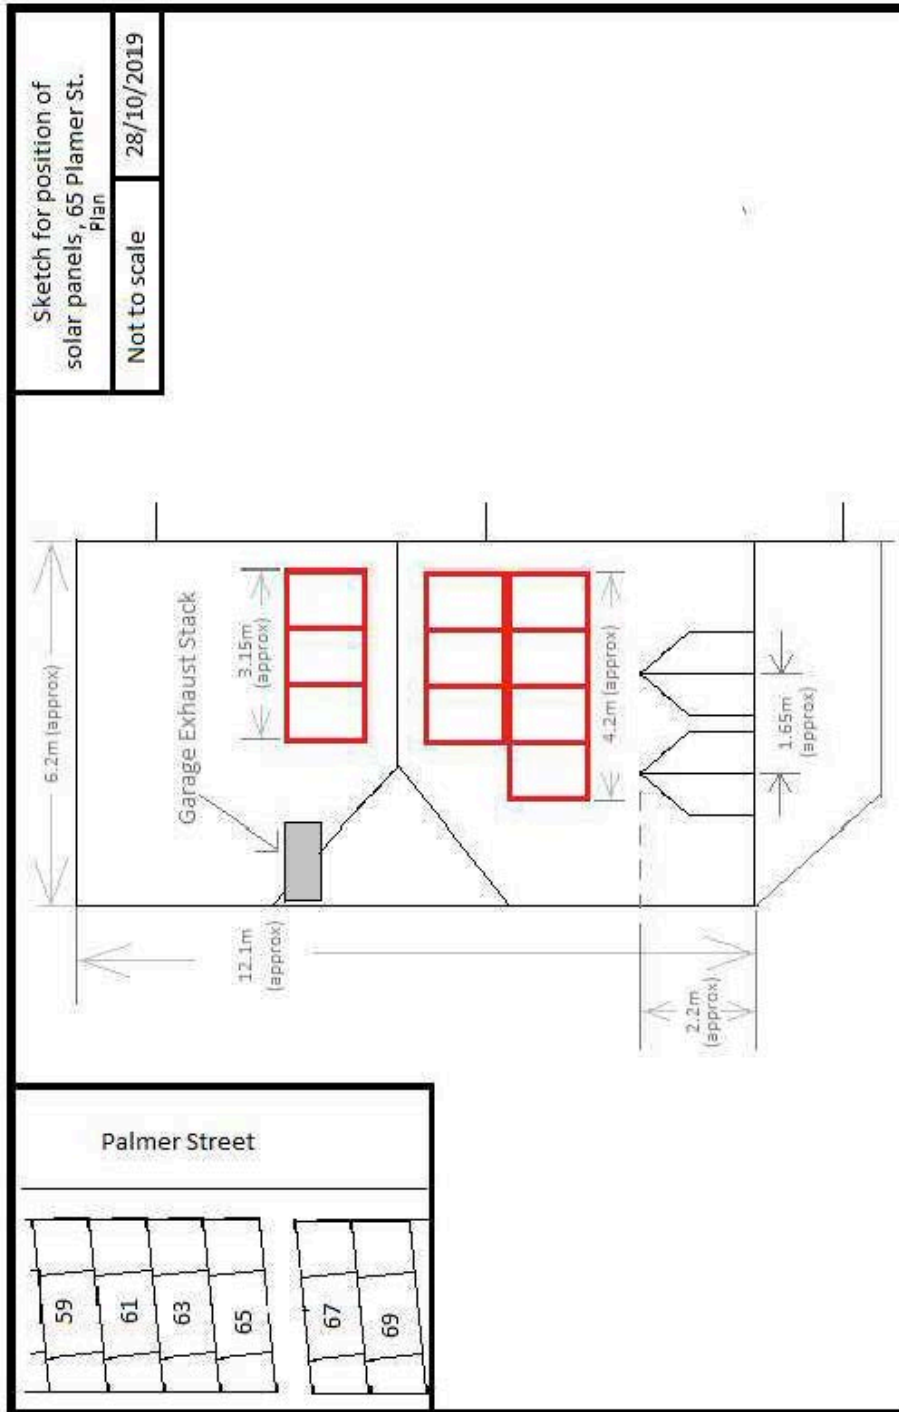 Sketch for position of
solar panels , 65 Plamer St.
Plan
Not to scale
28/10/2019
6.2m (approx)
Garage Exhaust Stack
3.15m
(approx)
4.2m (approx)
1.65m
(approx)
12.1m
(approx)
2.2m
(approx)
Palmer Street
59
61
63
65
67
69